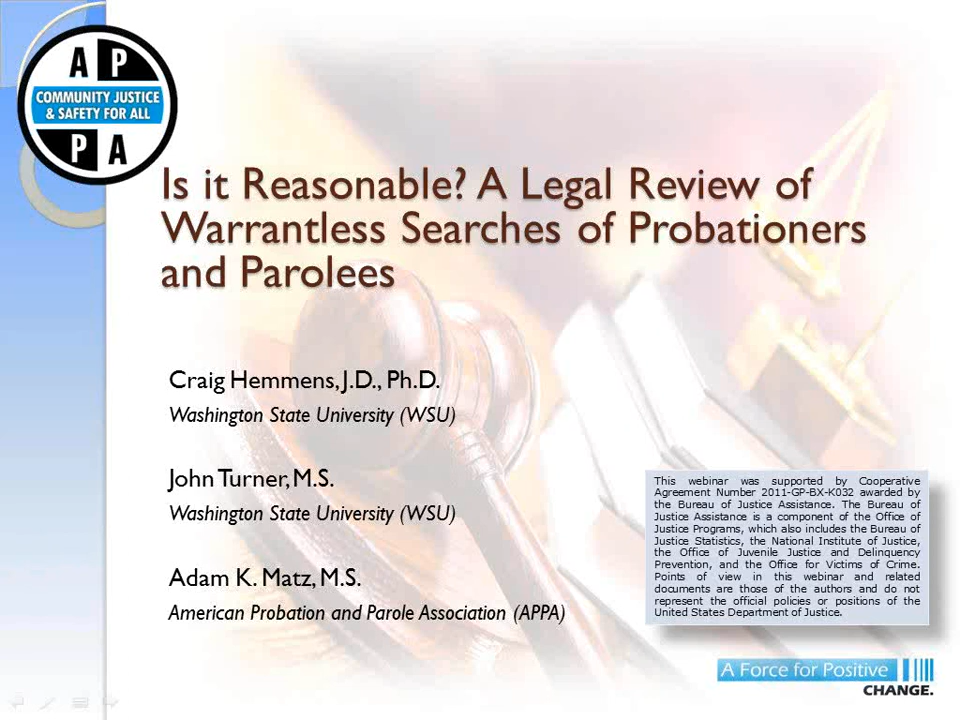 A P
COMMUNITY JUSTICE
& SAFETY FOR ALL
P A
Is it Reasonable? A Legal Review of
Warrantless Searches of Probationers
and Parolees
Craig Hemmens, J.D., Ph.D.
Washington State University (WSU)
John Turner, M.S.
Washington State University (WSU)
Adam K. Matz, M.S.
American Probation and Parole Association (APPA)
This webinar was supported by Cooperative
Agreement Number 2011-GP-BX-K032 awarded by
the Bureau of Justice Assistance. The Bureau of
Justice Assistance is a component of the Office of
Justice Programs, which also includes the Bureau of
Justice Statistics, the National Institute of Justice,
the Office of Juvenile Justice and Delinquency
Prevention, and the Office for Victims of Crime.
Points of view in this webinar and related
documents are those of the authors and do not
represent the official policies or positions of the
United States Department of Justice.
A Force for Positive
CHANGE.